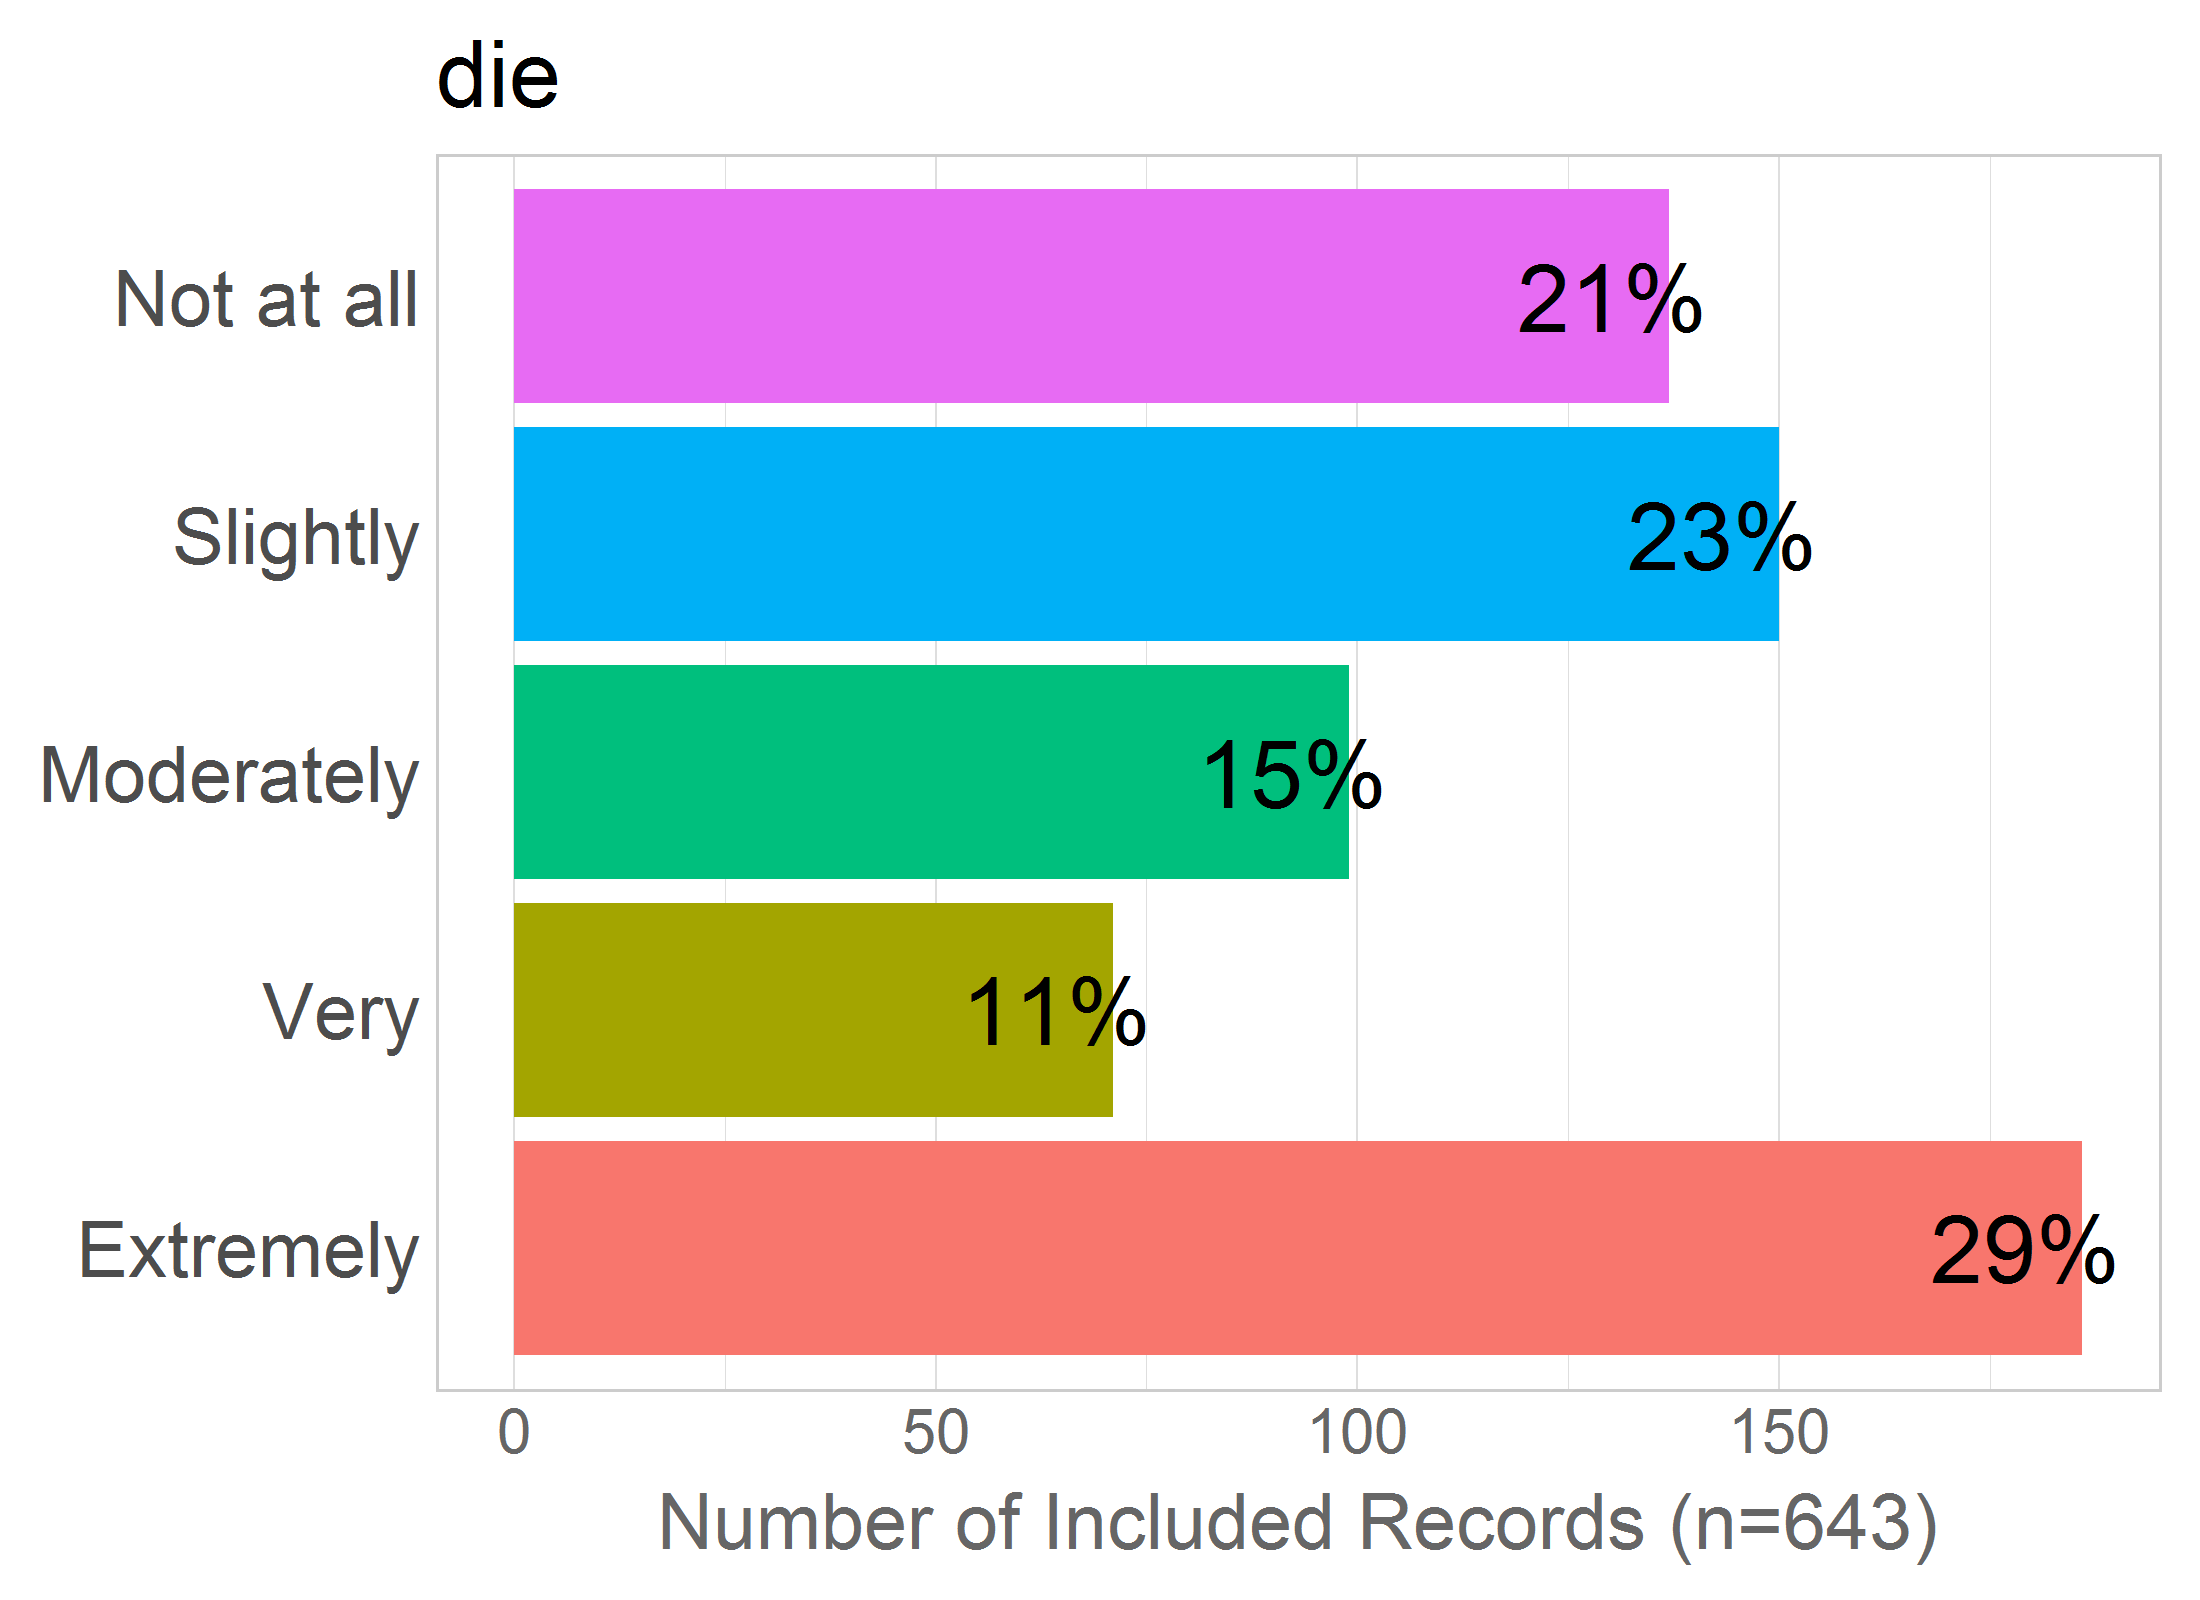 die
Not at all
21%
Slightly
23%
Moderately
15%
Very
11%
Extremely
29%
0 50 100 150
Number of Included Records (n=643)